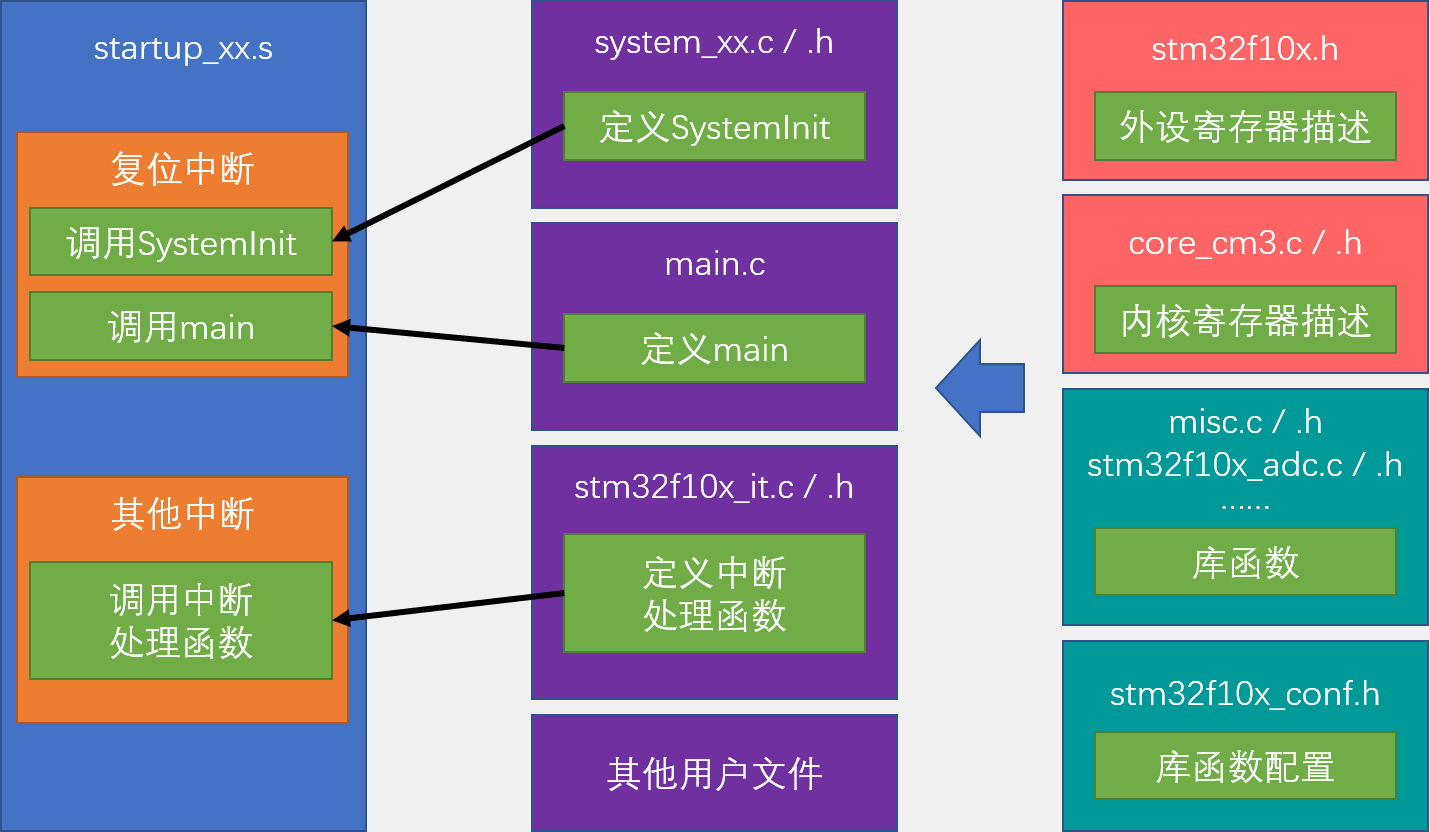 startup_xx.s
复位中断
调用SystemInit
调用main
其他中断
调用中断
处理函数
system_xx.c / .h
定义SystemInit
main.c
定义main
stm32f10x_it.c / .h
定义中断
处理函数
其他用户文件
stm32f10x.h
外设寄存器描述
core_cm3.c / .h
内核寄存器描述
misc.c / .h
stm32f10x_adc.c / .h
……
库函数
stm32f10x_conf.h
库函数配置